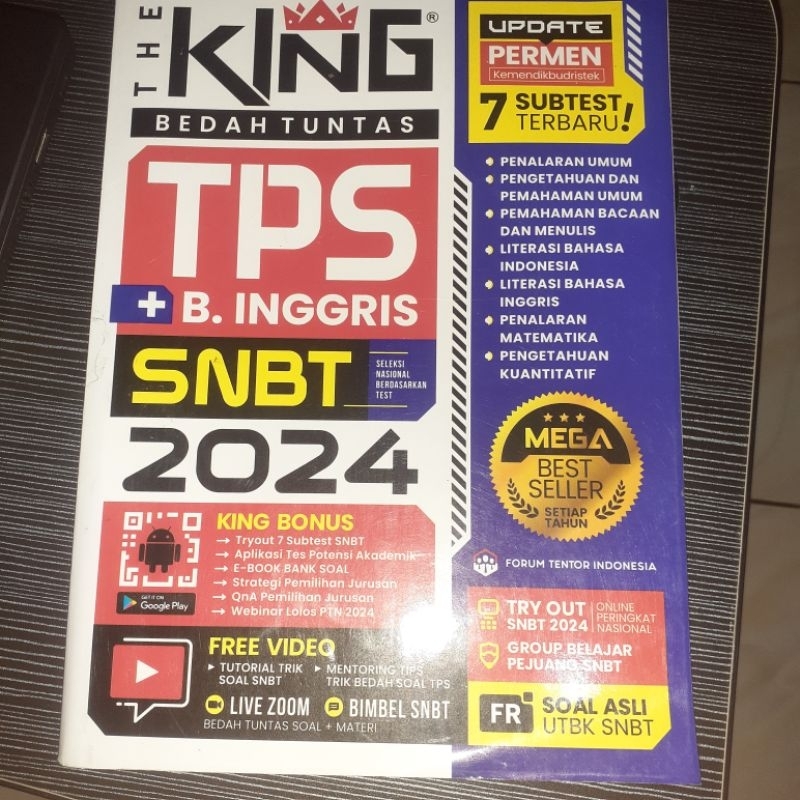 THE
KING®
BEDAH TUNTAS
TPS
+ B. INGGRIS
SNBT
SELEKSI
NASIONAL
BERDASARKAN
TEST
2024
KING BONUS
→ Tryout 7 Subtest SNBT
→ Aplikasi Tes Potensi Akademik
→ E-BOOK BANK SOAL
→ Strategi Pemilihan Jurusan
→ QnA Pemilihan Jurusan
→ Webinar Lolos PTN 2024
GET IT ON
Google Play
FREE VIDEO
TUTORIAL TRIK
SOAL SNBT
MENTORING TIPS
TRIK BEDAH SOAL TPS
LIVE ZOOM
BIMBEL SNBT
BEDAH TUNTAS SOAL + MATERI
UPDATE
PERMEN
Kemendikbudristek
7 SUBTEST
TERBARU!
PENALARAN UMUM
PENGETAHUAN DAN
PEMAHAMAN UMUM
PEMAHAMAN BACAAN
DAN MENULIS
LITERASI BAHASA
INDONESIA
LITERASI BAHASA
INGGRIS
PENALARAN
MATEMATIKA
PENGETAHUAN
KUANTITATIF
MEGA
BEST
SELLER
SETIAP
TAHUN
FORUM TENTOR INDONESIA
TRY OUT
SNBT 2024
ONLINE
PERINGKAT
NASIONAL
GROUP BELAJAR
PEJUANG SNBT
FR
SOAL ASLI
UTBK SNBT